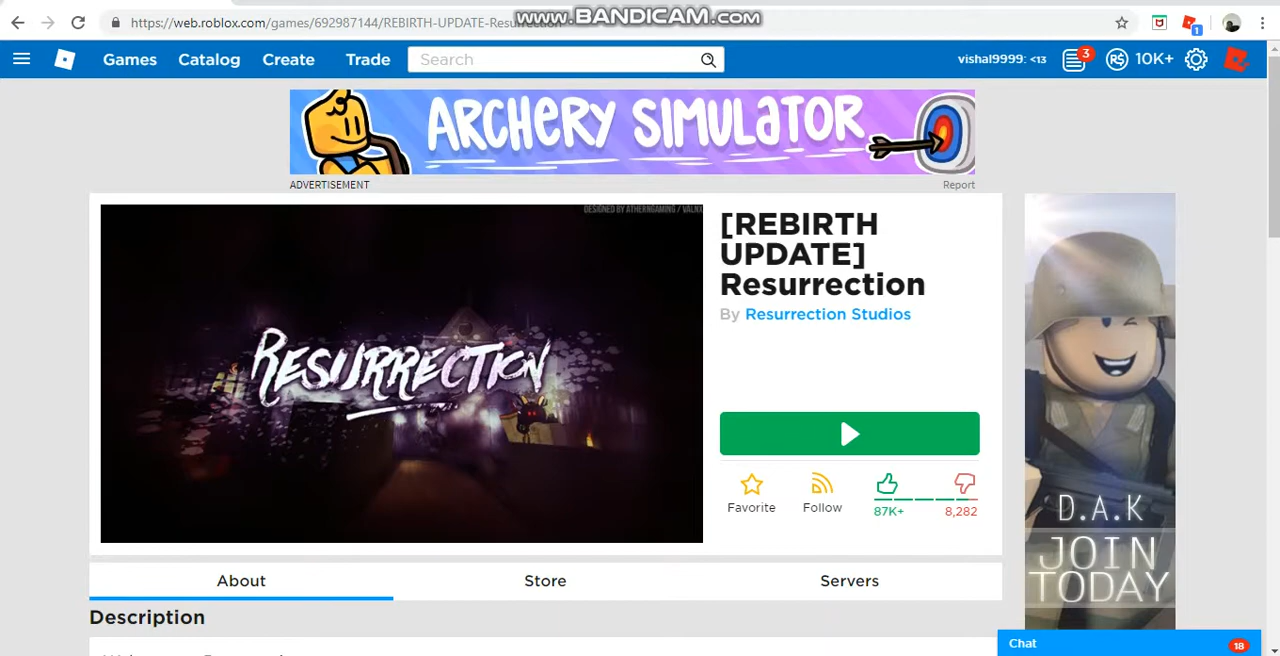 www.BANDICAM.com
https://web.roblox.com/games/692987144/REBIRTH-UPDATE-Resurrection
1
Games
Catalog
Create
Trade
Search
vishal9999: <13
3
10K+
ARCHERY SIMULATOR
ADVERTISEMENT
Report
DESIGNED BY ATHERNGAMING / VALNX
RESURRECTION
[REBIRTH
UPDATE]
Resurrection
By Resurrection Studios
Favorite
Follow
87K+
8,282
D.A.K
JOIN
TODAY
About
Store
Servers
Description
Chat
18